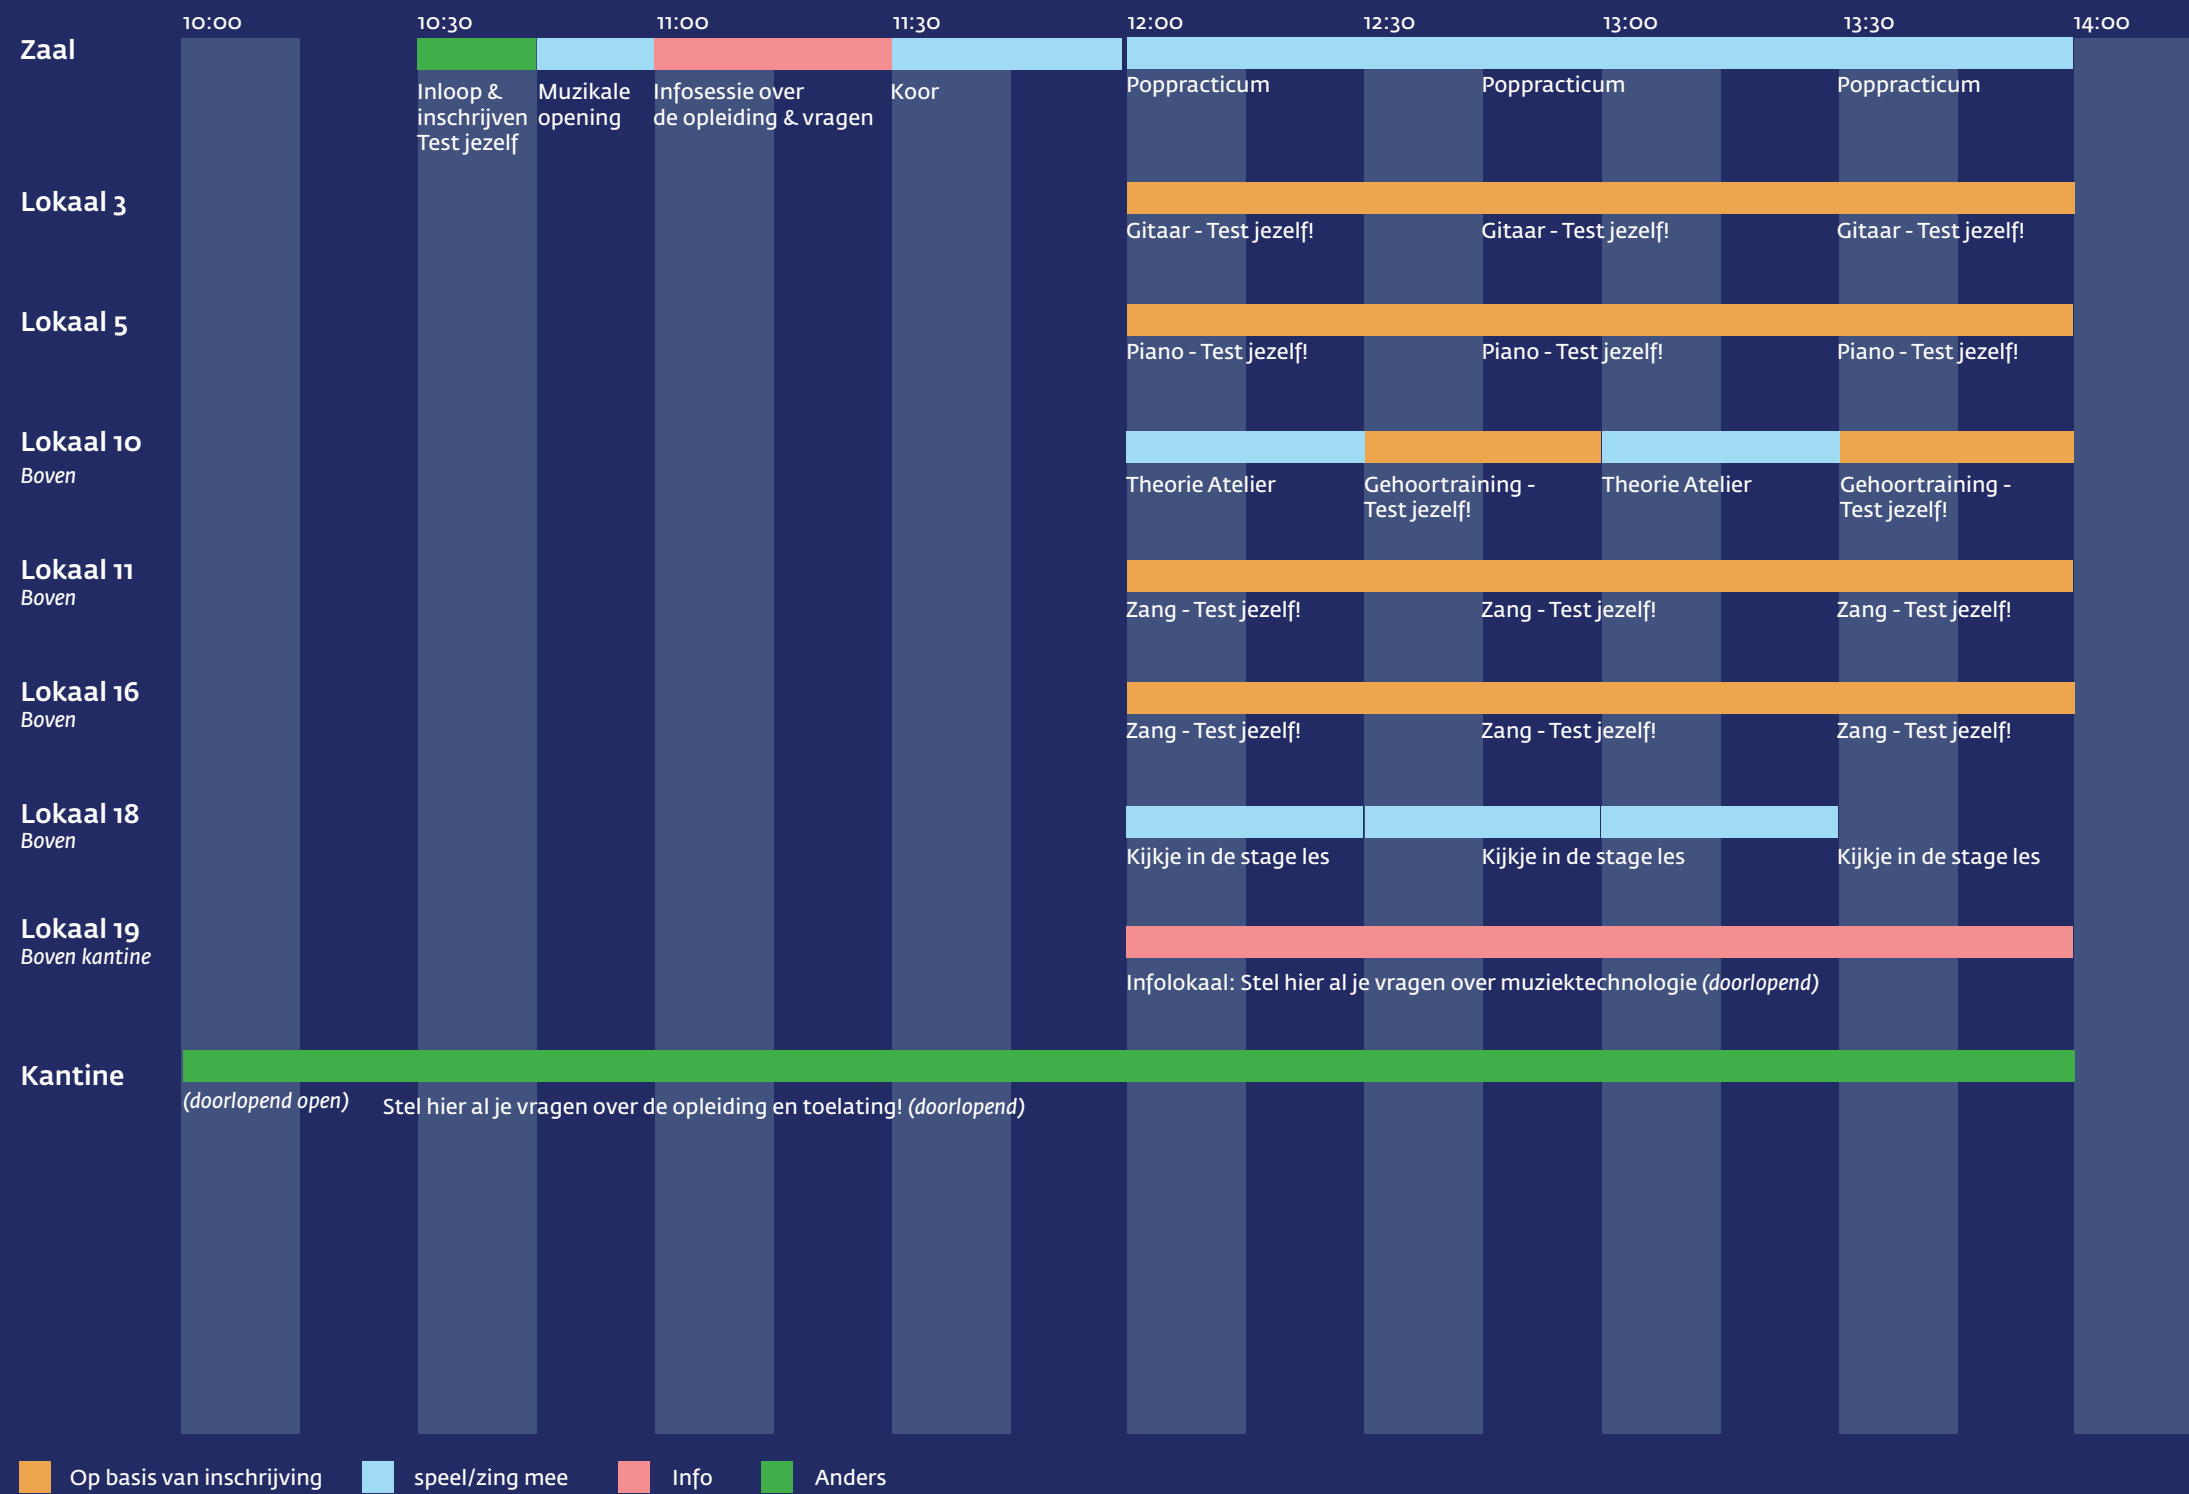 10:00 10:30 11:00 11:30 12:00 12:30 13:00 13:30 14:00
Zaal
Inloop &
inschrijven
Test jezelf
Muzikale
opening
Infosessie over
de opleiding & vragen
Koor
Poppracticum Poppracticum Poppracticum
Lokaal 3
Gitaar - Test jezelf! Gitaar - Test jezelf! Gitaar - Test jezelf!
Lokaal 5
Piano - Test jezelf! Piano - Test jezelf! Piano - Test jezelf!
Lokaal 10
Boven
Theorie Atelier
Gehoortraining -
Test jezelf!
Theorie Atelier
Gehoortraining -
Test jezelf!
Lokaal 11
Boven
Zang - Test jezelf! Zang - Test jezelf! Zang - Test jezelf!
Lokaal 16
Boven
Zang - Test jezelf! Zang - Test jezelf! Zang - Test jezelf!
Lokaal 18
Boven
Kijkje in de stage les Kijkje in de stage les Kijkje in de stage les
Lokaal 19
Boven kantine
Infolokaal: Stel hier al je vragen over muziektechnologie (doorlopend)
Kantine
(doorlopend open)
Stel hier al je vragen over de opleiding en toelating! (doorlopend)
Op basis van inschrijving speel/zing mee Info Anders